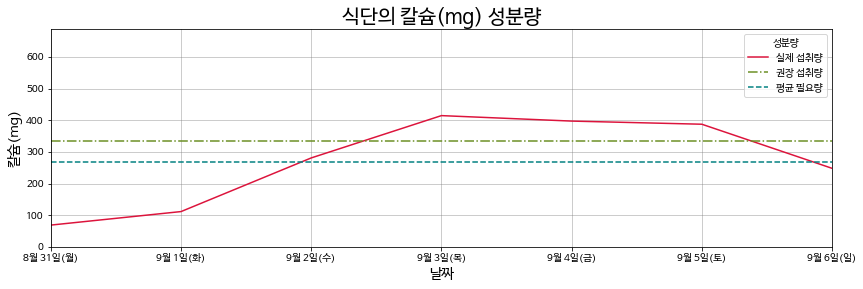 식단의 칼슘(mg) 성분량
성분량
실제 섭취량
권장 섭취량
평균 필요량
칼슘(mg)
600
500
400
300
200
100
0
8월 31일(월) 9월 1일(화) 9월 2일(수) 9월 3일(목) 9월 4일(금) 9월 5일(토) 9월 6일(일)
날짜